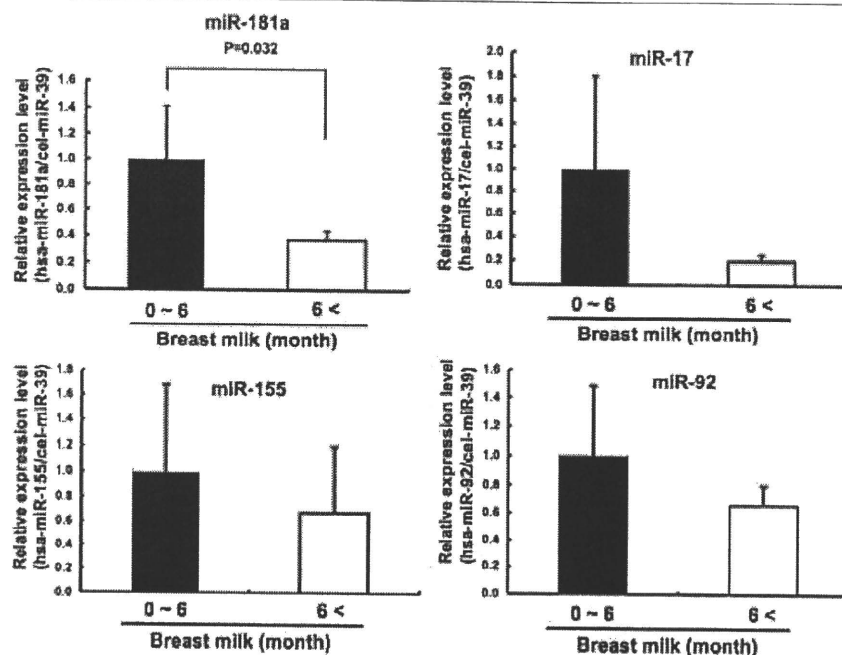 miR-181a
P=0.032
Relative expression level
(hsa-miR-181a/cel-miR-39)
1.6
1.4
1.2
1.0
0.8
0.6
0.4
0.2
0.0
0 ~ 6
6 <
Breast milk (month)
miR-17
Relative expression level
(hsa-miR-17/cel-miR-39)
2.0
1.8
1.6
1.4
1.2
1.0
0.8
0.6
0.4
0.2
0.0
0 ~ 6
6 <
Breast milk (month)
miR-155
Relative expression level
(hsa-miR-155/cel-miR-39)
1.8
1.6
1.4
1.2
1.0
0.8
0.6
0.4
0.2
0.0
0 ~ 6
6 <
Breast milk (month)
miR-92
Relative expression level
(hsa-miR-92/cel-miR-39)
1.6
1.4
1.2
1.0
0.8
0.6
0.4
0.2
0.0
0 ~ 6
6 <
Breast milk (month)